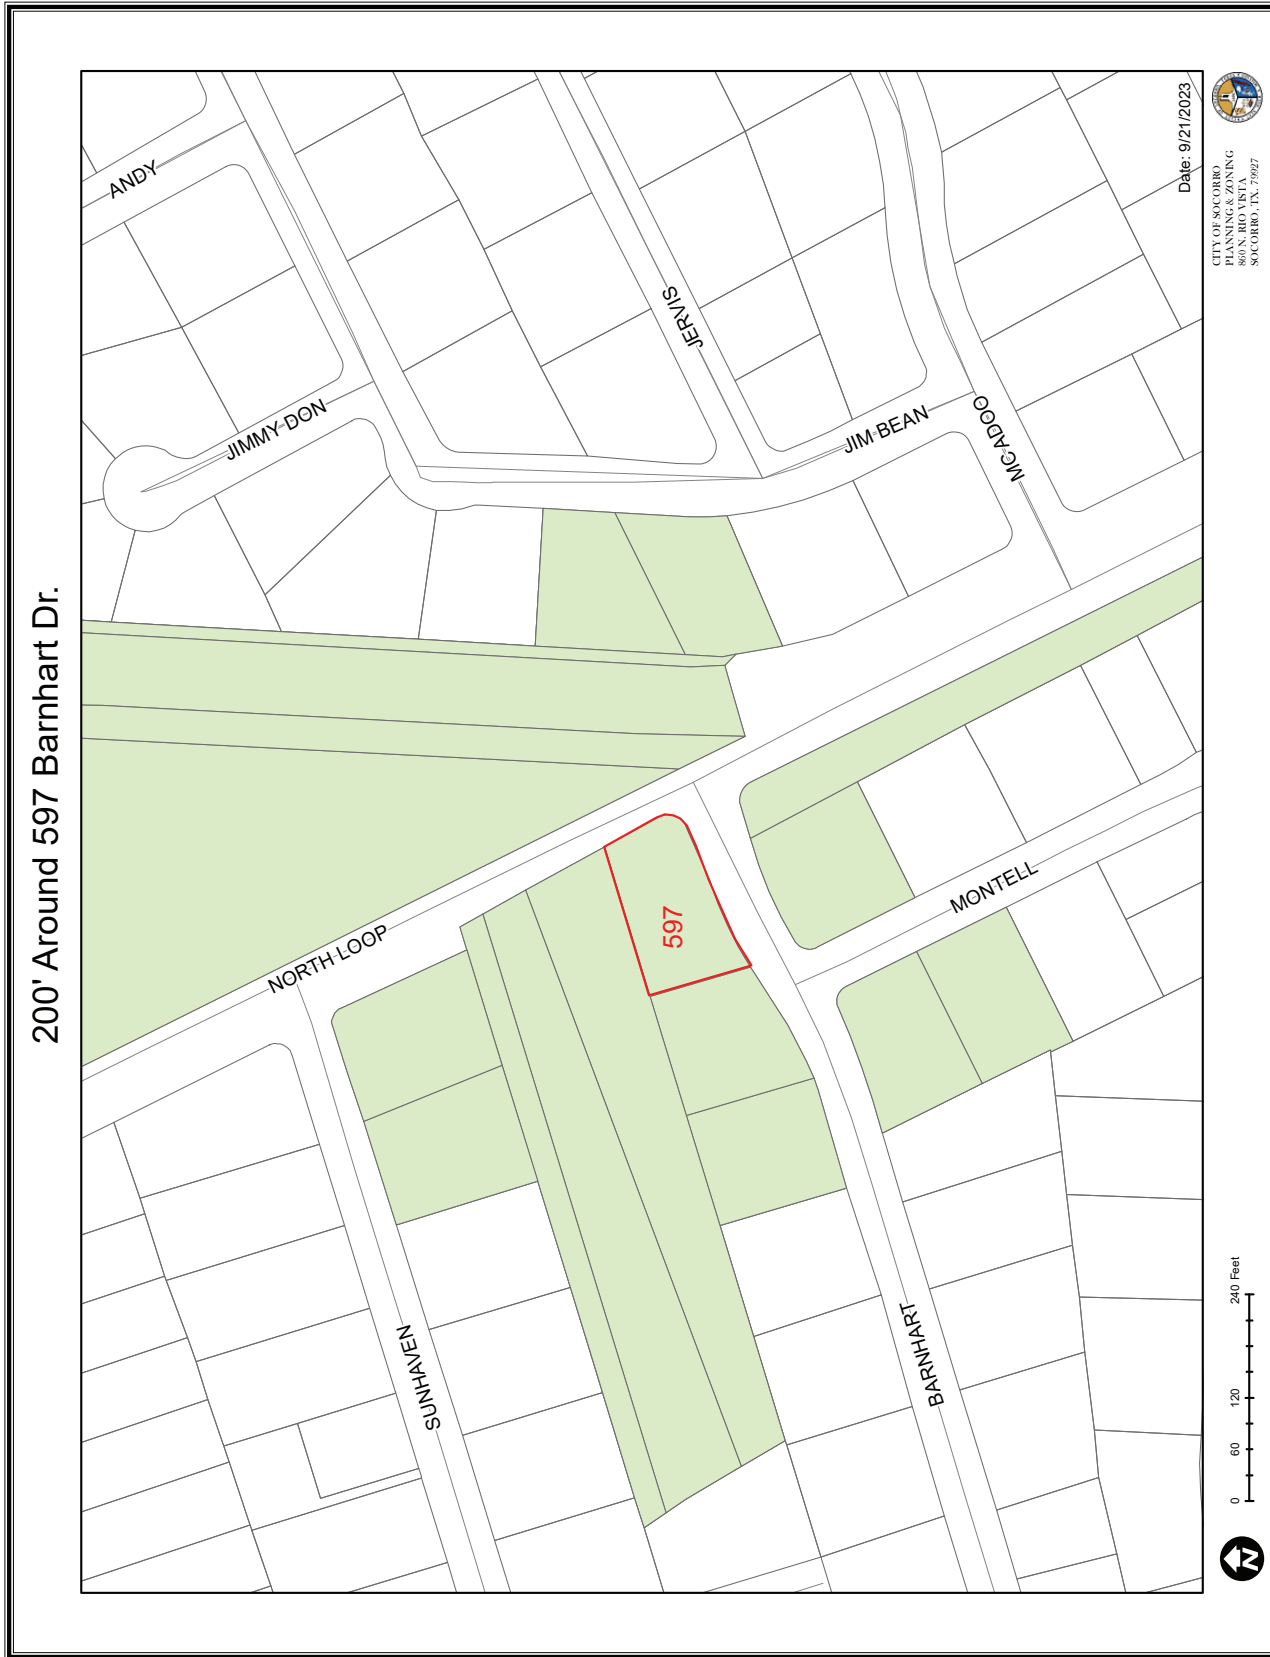 200' Around 597 Barnhart Dr.
ANDY
JIMMY DON
JERVIS
JIM BEAN
MC ADOO
NORTH LOOP
597
MONTELL
SUNHAVEN
BARNHART
Date: 9/21/2023
CITY OF SOCORRO
PLANNING & ZONING
860 N. RIO VISTA
SOCORRO, TX. 79927
0 60 120 240 Feet
N